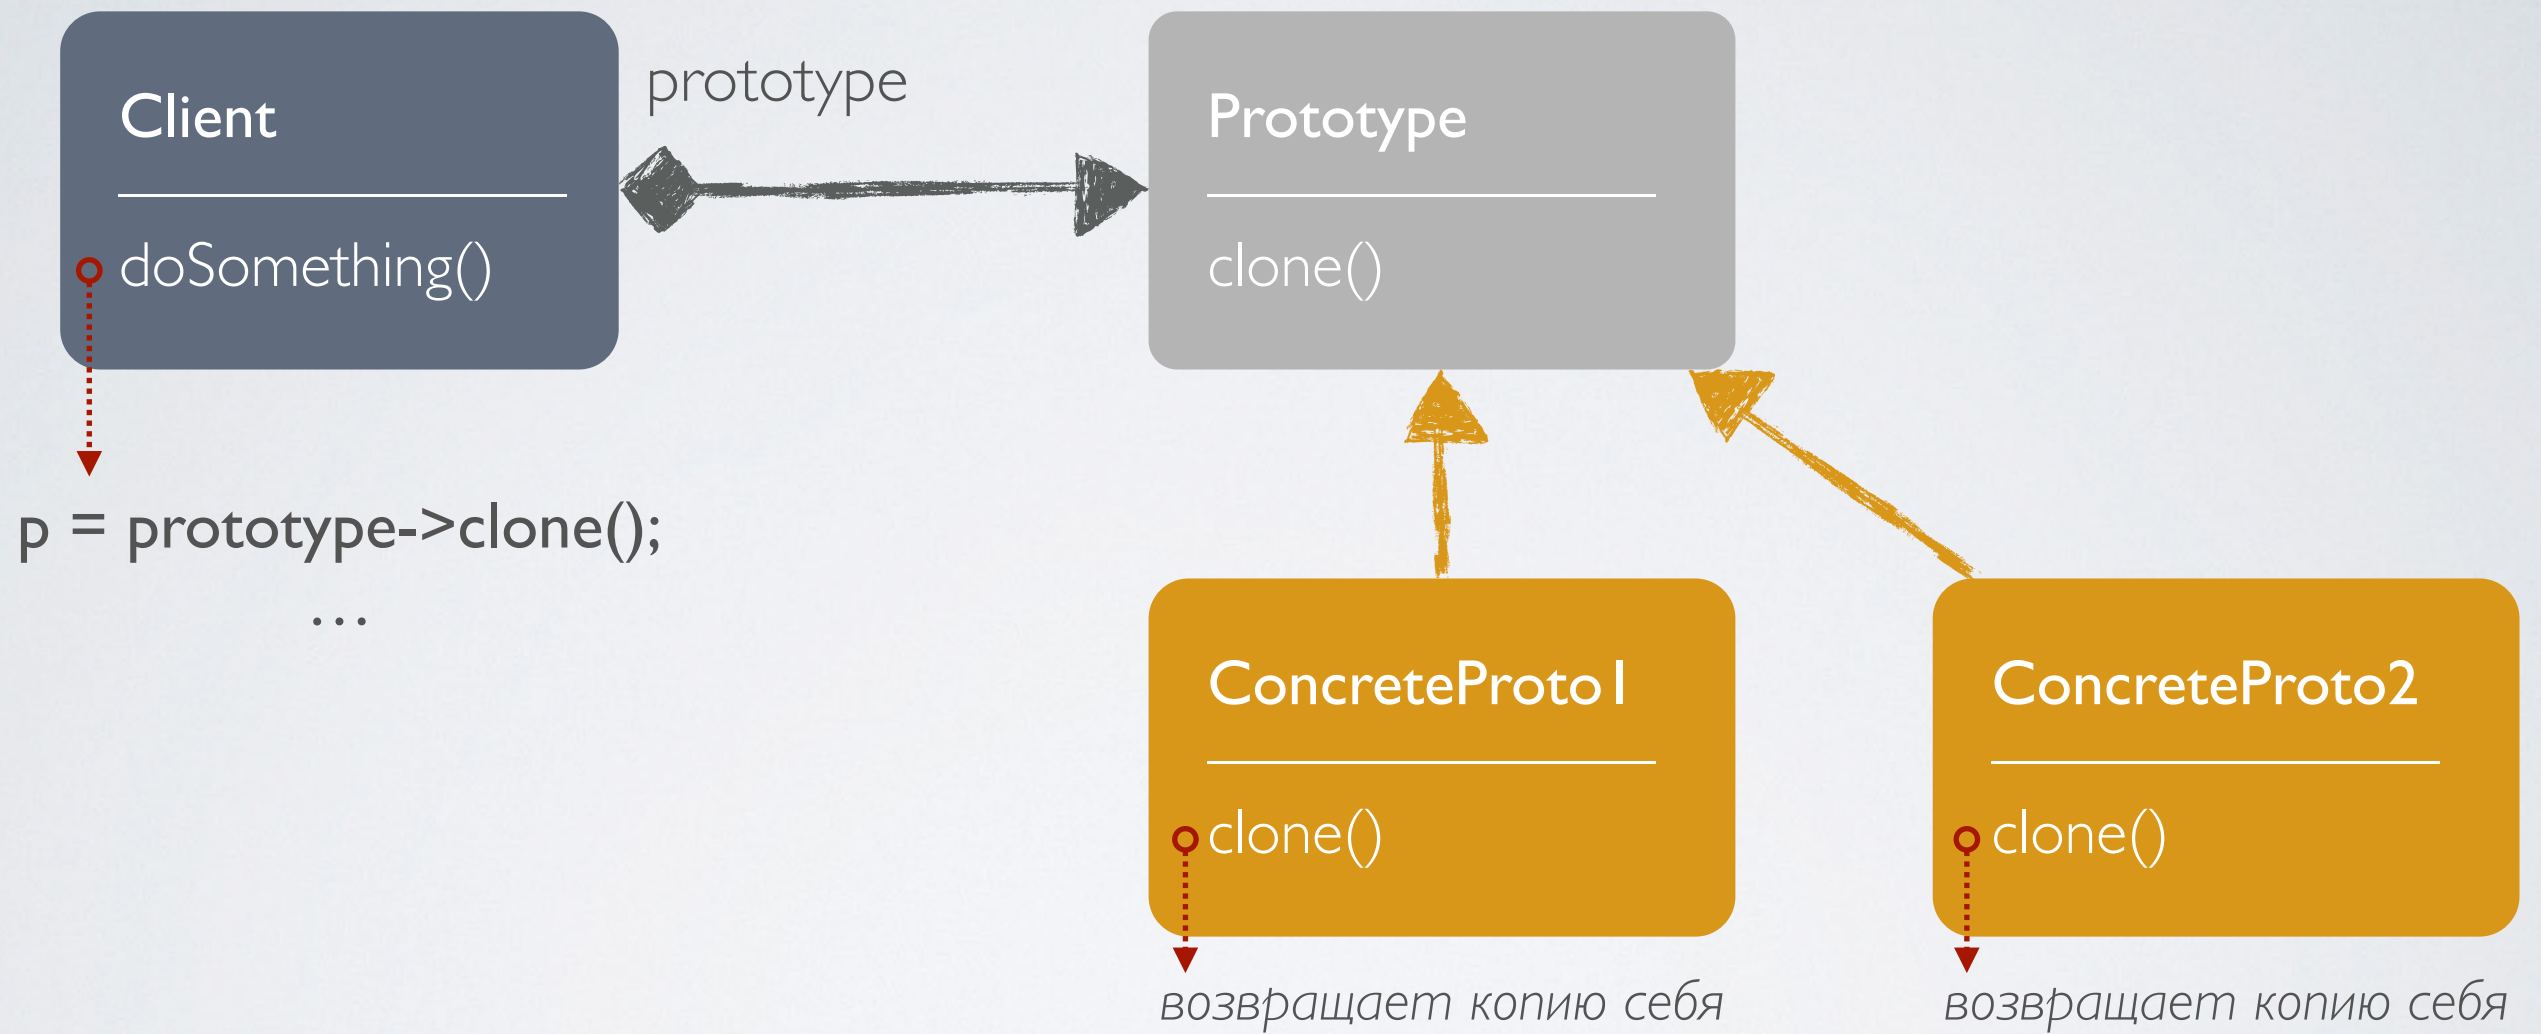 Client
doSomething()
prototype
Prototype
clone()
p = prototype->clone();
...
ConcreteProto1
clone()
возвращает копию себя
ConcreteProto2
clone()
возвращает копию себя